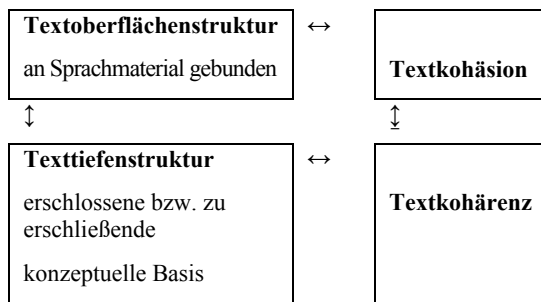 Textoberflächenstruktur ↔
an Sprachmaterial gebunden Textkohäsion
↕ ↕
Texttiefenstruktur ↔
erschlossene bzw. zu Textkohärenz
erschließende
konzeptuelle Basis